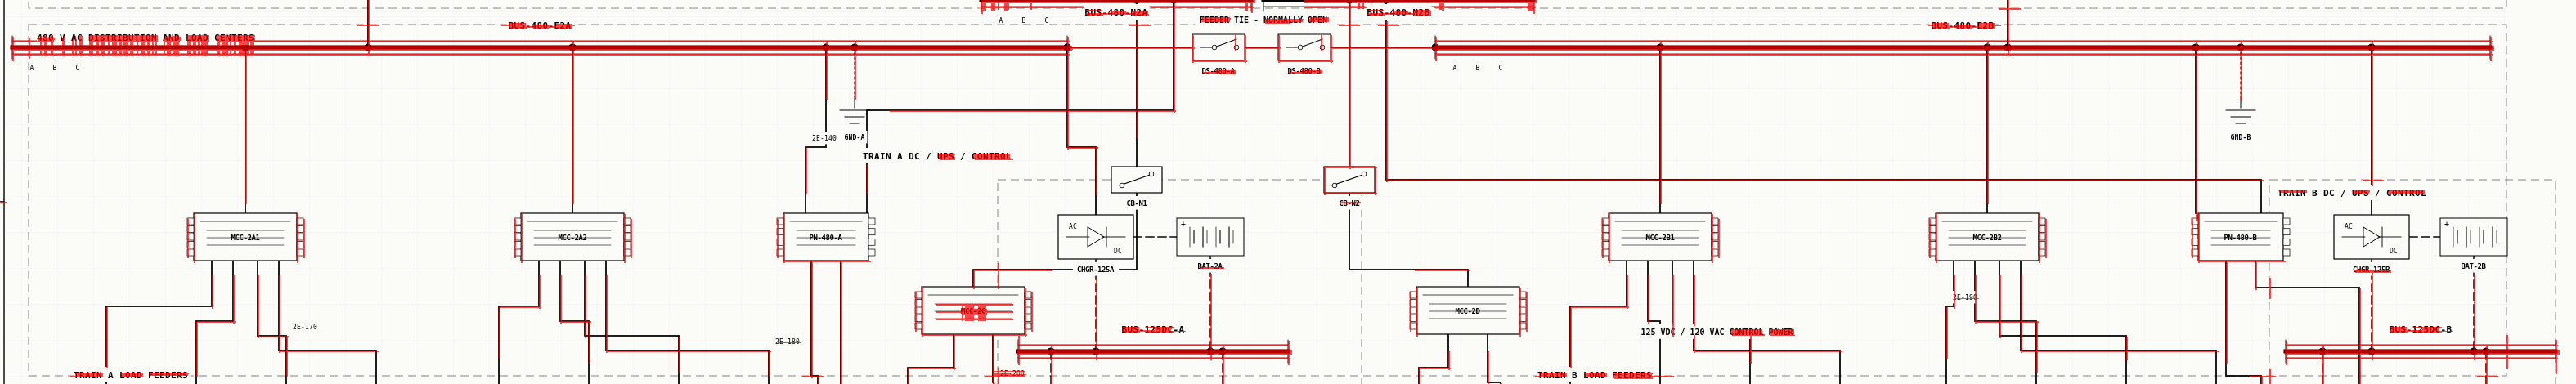 BUS-480-N2A
BUS-480-N2B
A B C
FEEDER TIE - NORMALLY OPEN
BUS-480-E2A
BUS-480-E2B
480 V AC DISTRIBUTION AND LOAD CENTERS
A B C
A B C
DS-480-A
DS-480-B
2E-140
GND-A
GND-B
TRAIN A DC / UPS / CONTROL
TRAIN B DC / UPS / CONTROL
CB-N1
CB-N2
AC
DC
+
-
AC
DC
+
-
MCC-2A1
MCC-2A2
PN-480-A
MCC-2B1
MCC-2B2
PN-480-B
CHGR-125A
BAT-2A
CHGR-125B
BAT-2B
2E-190
MCC-2C
MCC-2D
2E-170
BUS-125DC-A
125 VDC / 120 VAC CONTROL POWER
BUS-125DC-B
2E-180
2E-200
TRAIN A LOAD FEEDERS
TRAIN B LOAD FEEDERS